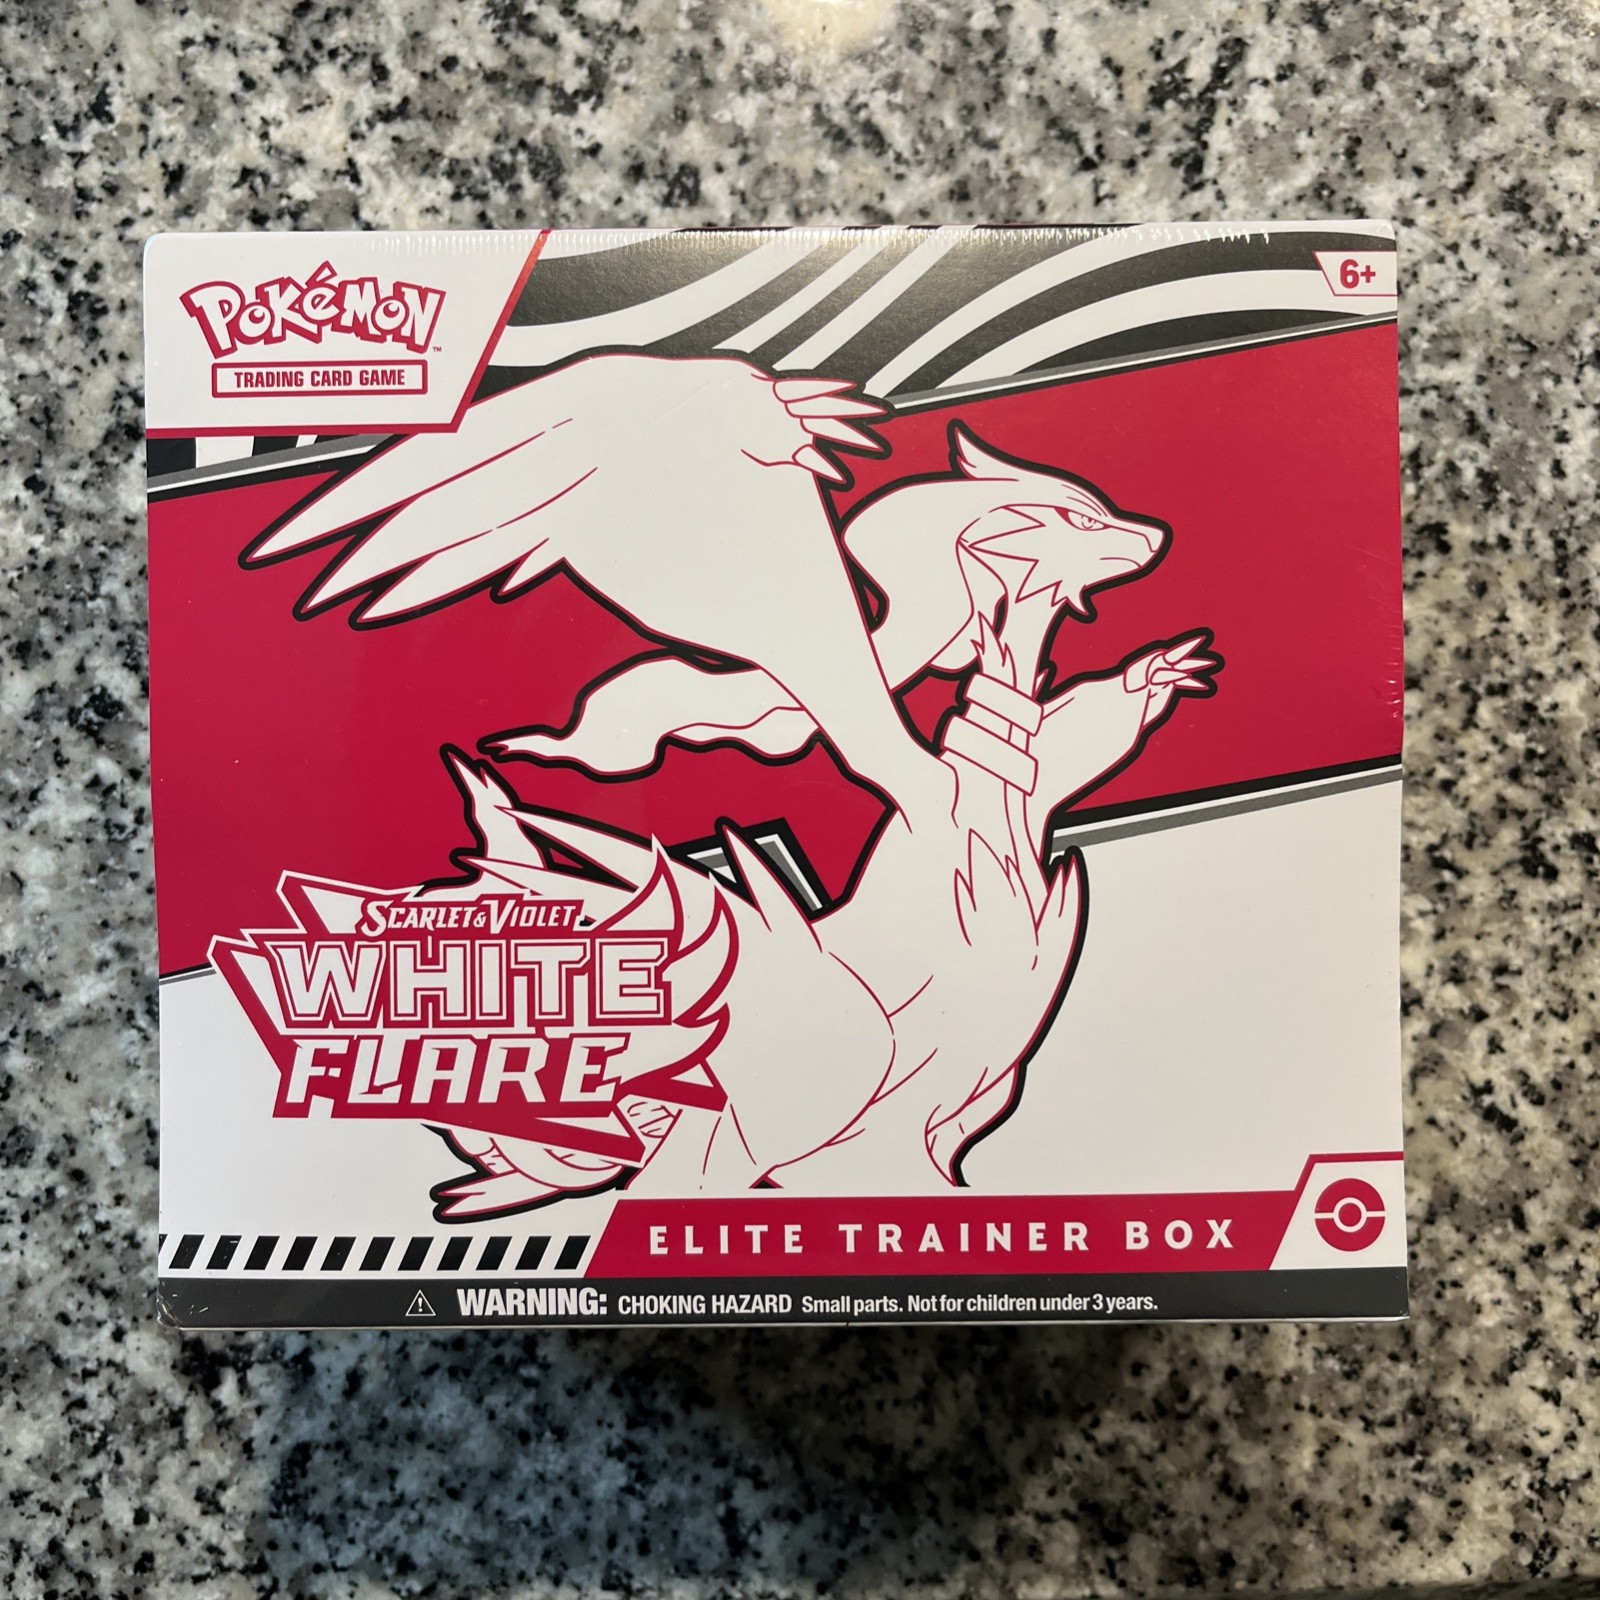 POKéMON™
TRADING CARD GAME
6+
SCARLET & VIOLET
WHITE
FLARE
ELITE TRAINER BOX
WARNING: CHOKING HAZARD Small parts. Not for children under 3 years.